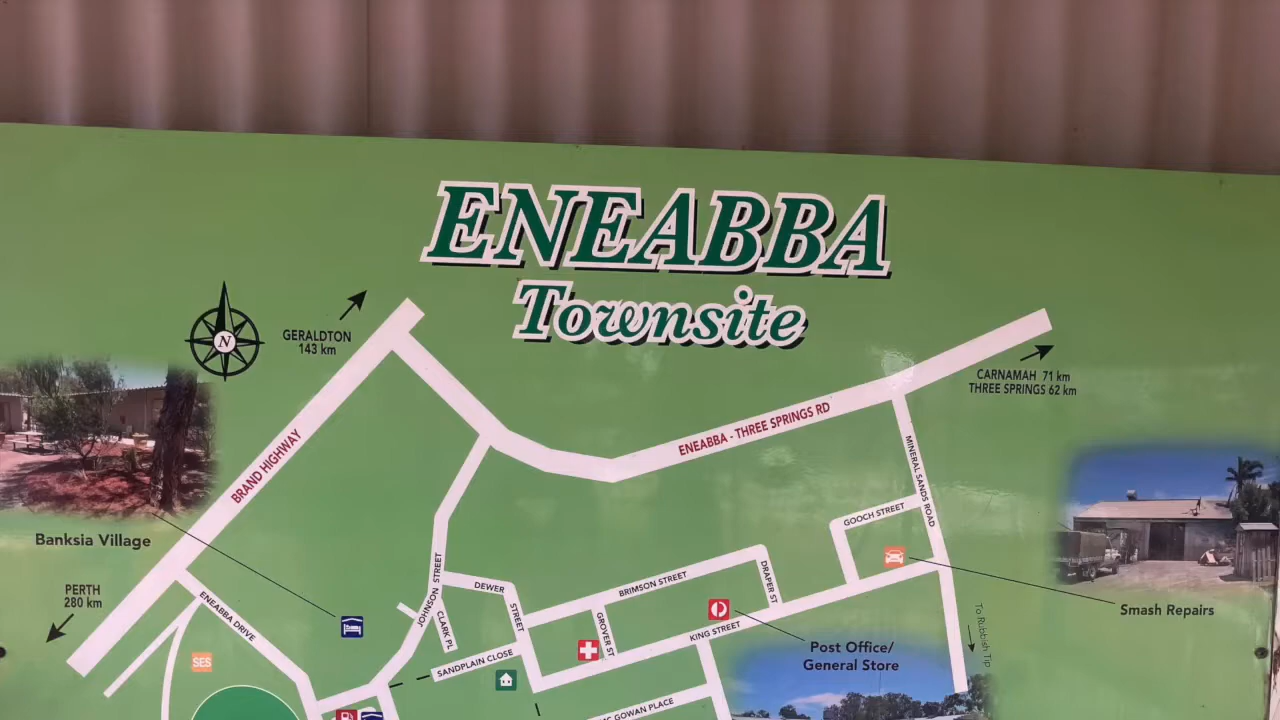 ENEABBA
Townsite
N
GERALDTON
143 km
CARNAMAH 71 km
THREE SPRINGS 62 km
BRAND HIGHWAY
ENEABBA - THREE SPRINGS RD
MINERAL SANDS ROAD
GOOCH STREET
Banksia Village
PERTH
280 km
ENEABBA DRIVE
JOHNSON STREET
DEWER STREET
CLARK PL
BRIMSON STREET
DRAPER ST
GROVER ST
KING STREET
SANDPLAIN CLOSE
SES
Smash Repairs
To Rubbish Tip
Post Office/
General Store
GOWAN PLACE